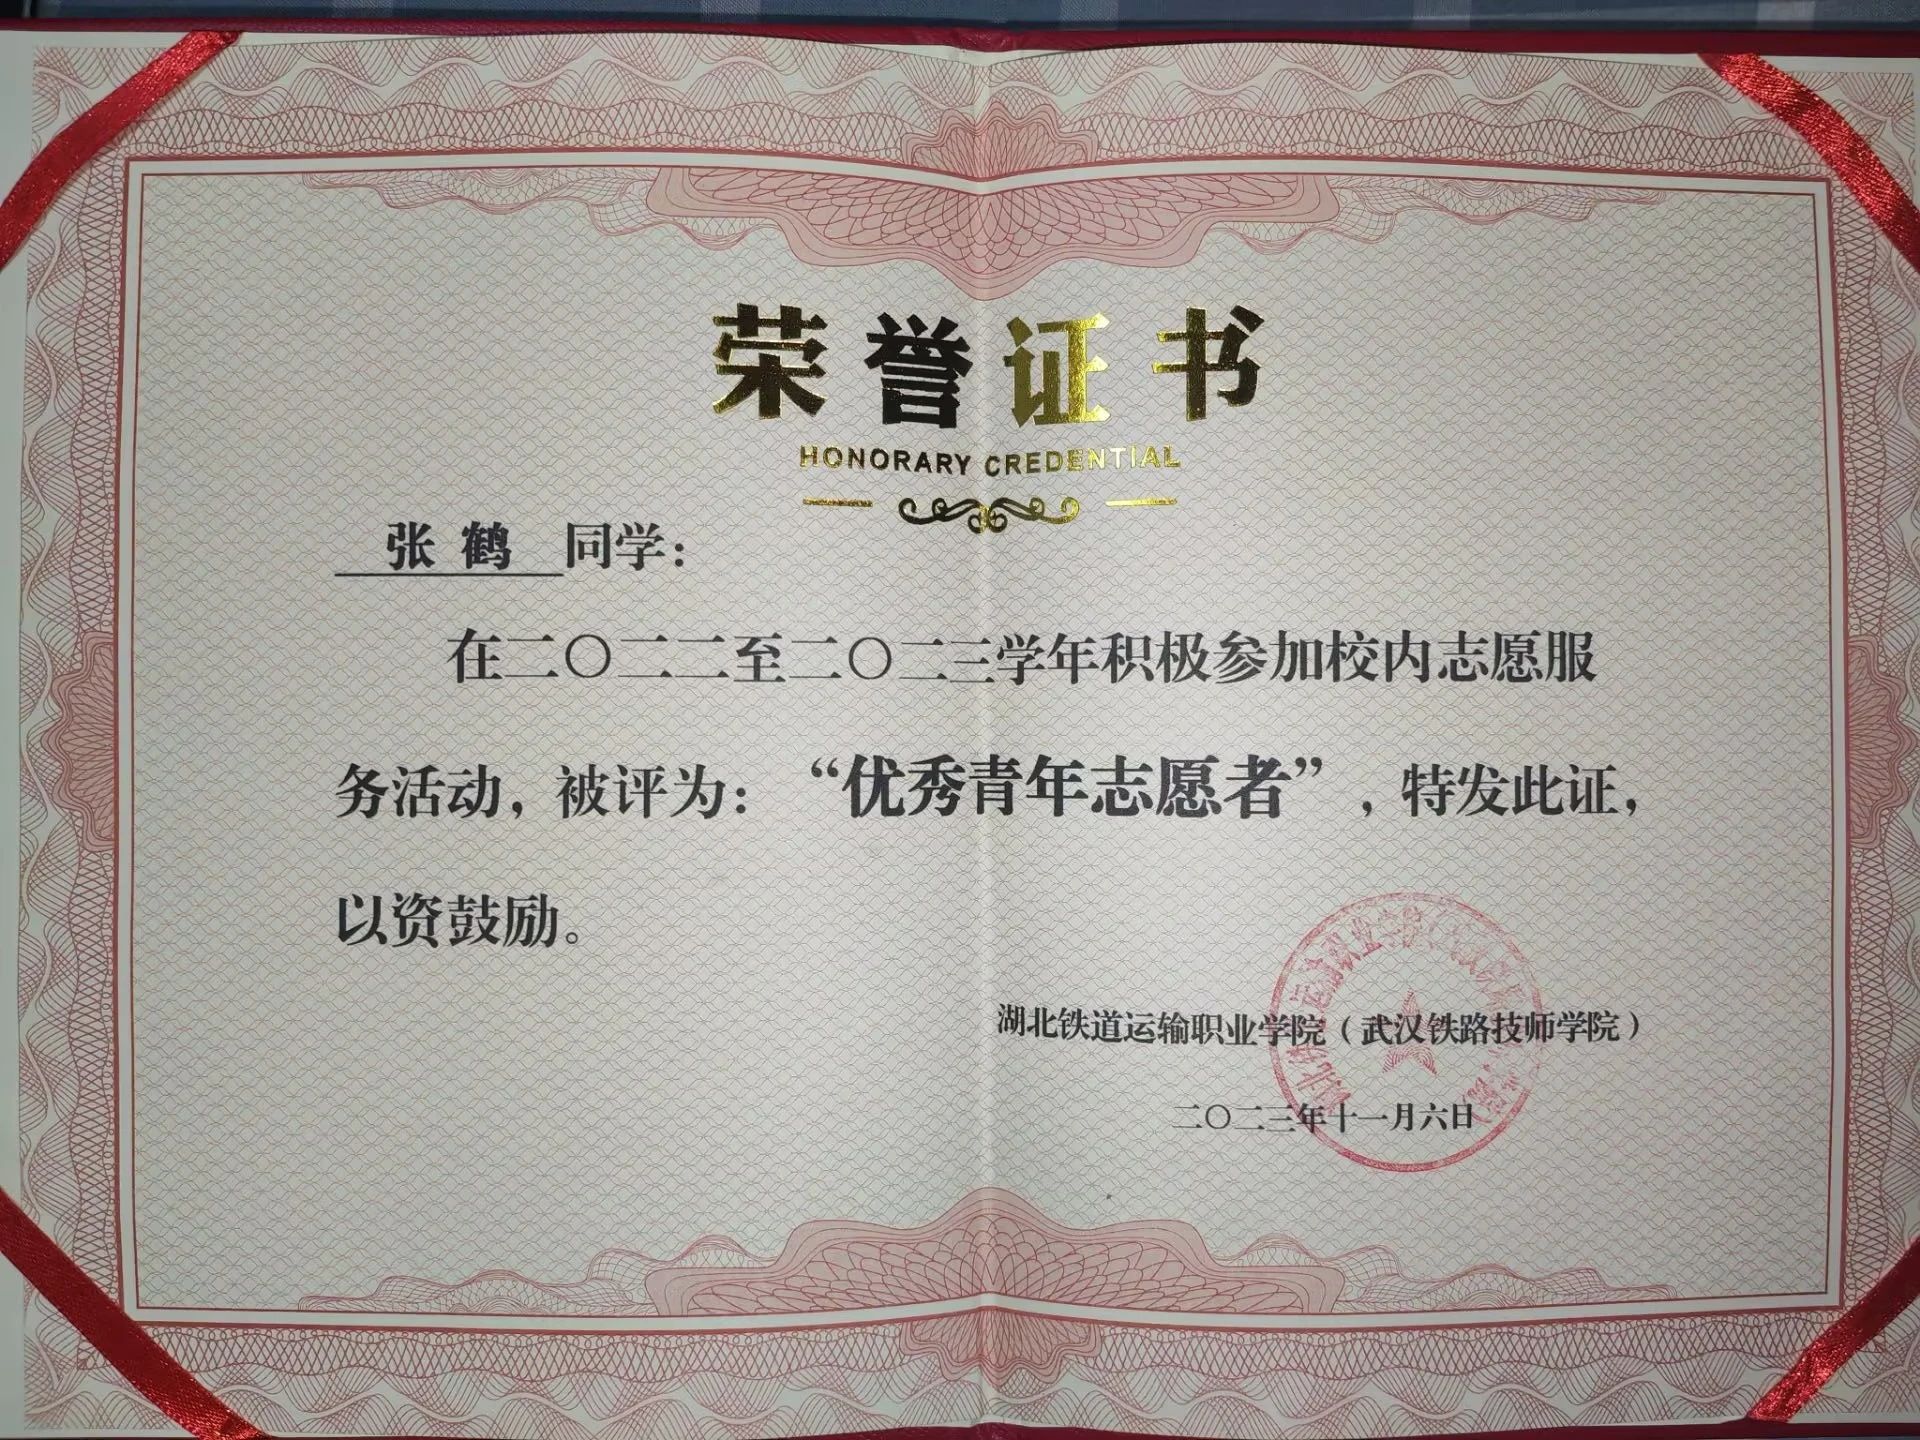 荣誉证书
HONORARY CREDENTIAL
张鹤 同学：
在二〇二二至二〇二三学年积极参加校内志愿服
务活动，被评为：“优秀青年志愿者”，特发此证，
以资鼓励。
湖北铁道运输职业学院（武汉铁路技师学院）
二〇二三年十一月六日